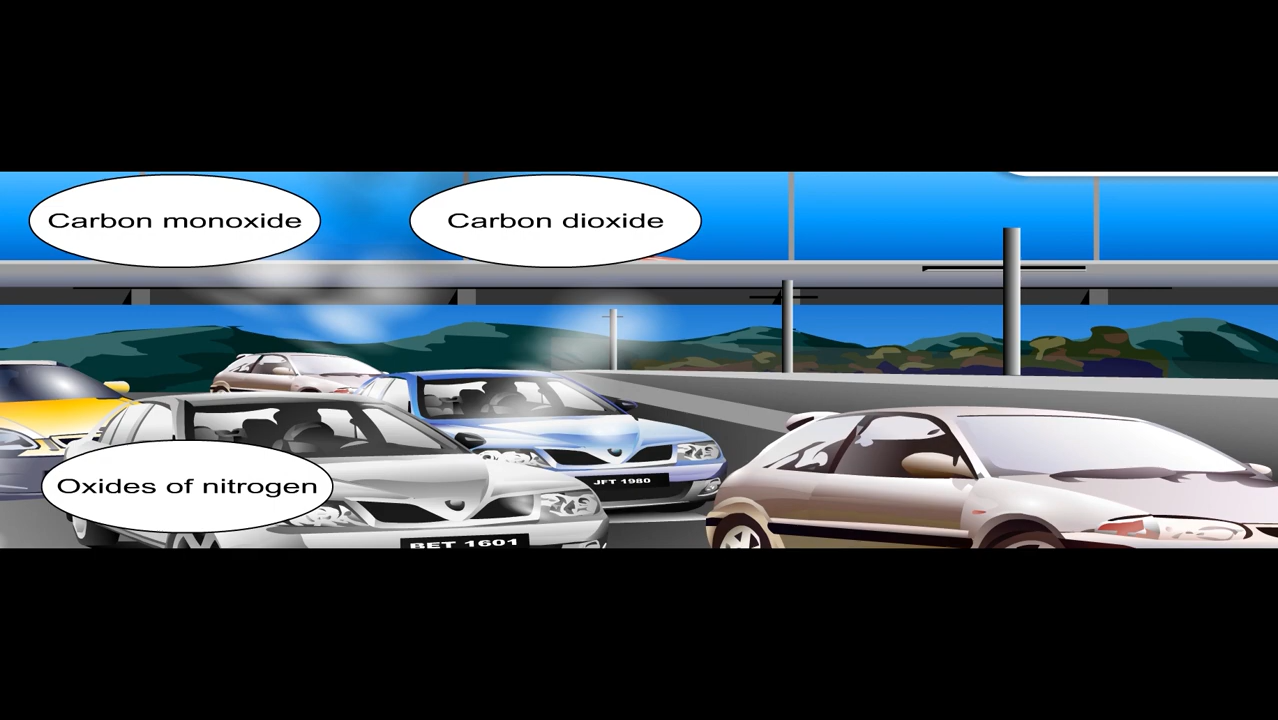 Carbon monoxide
Carbon dioxide
Oxides of nitrogen
JFT 1980
BET 1601